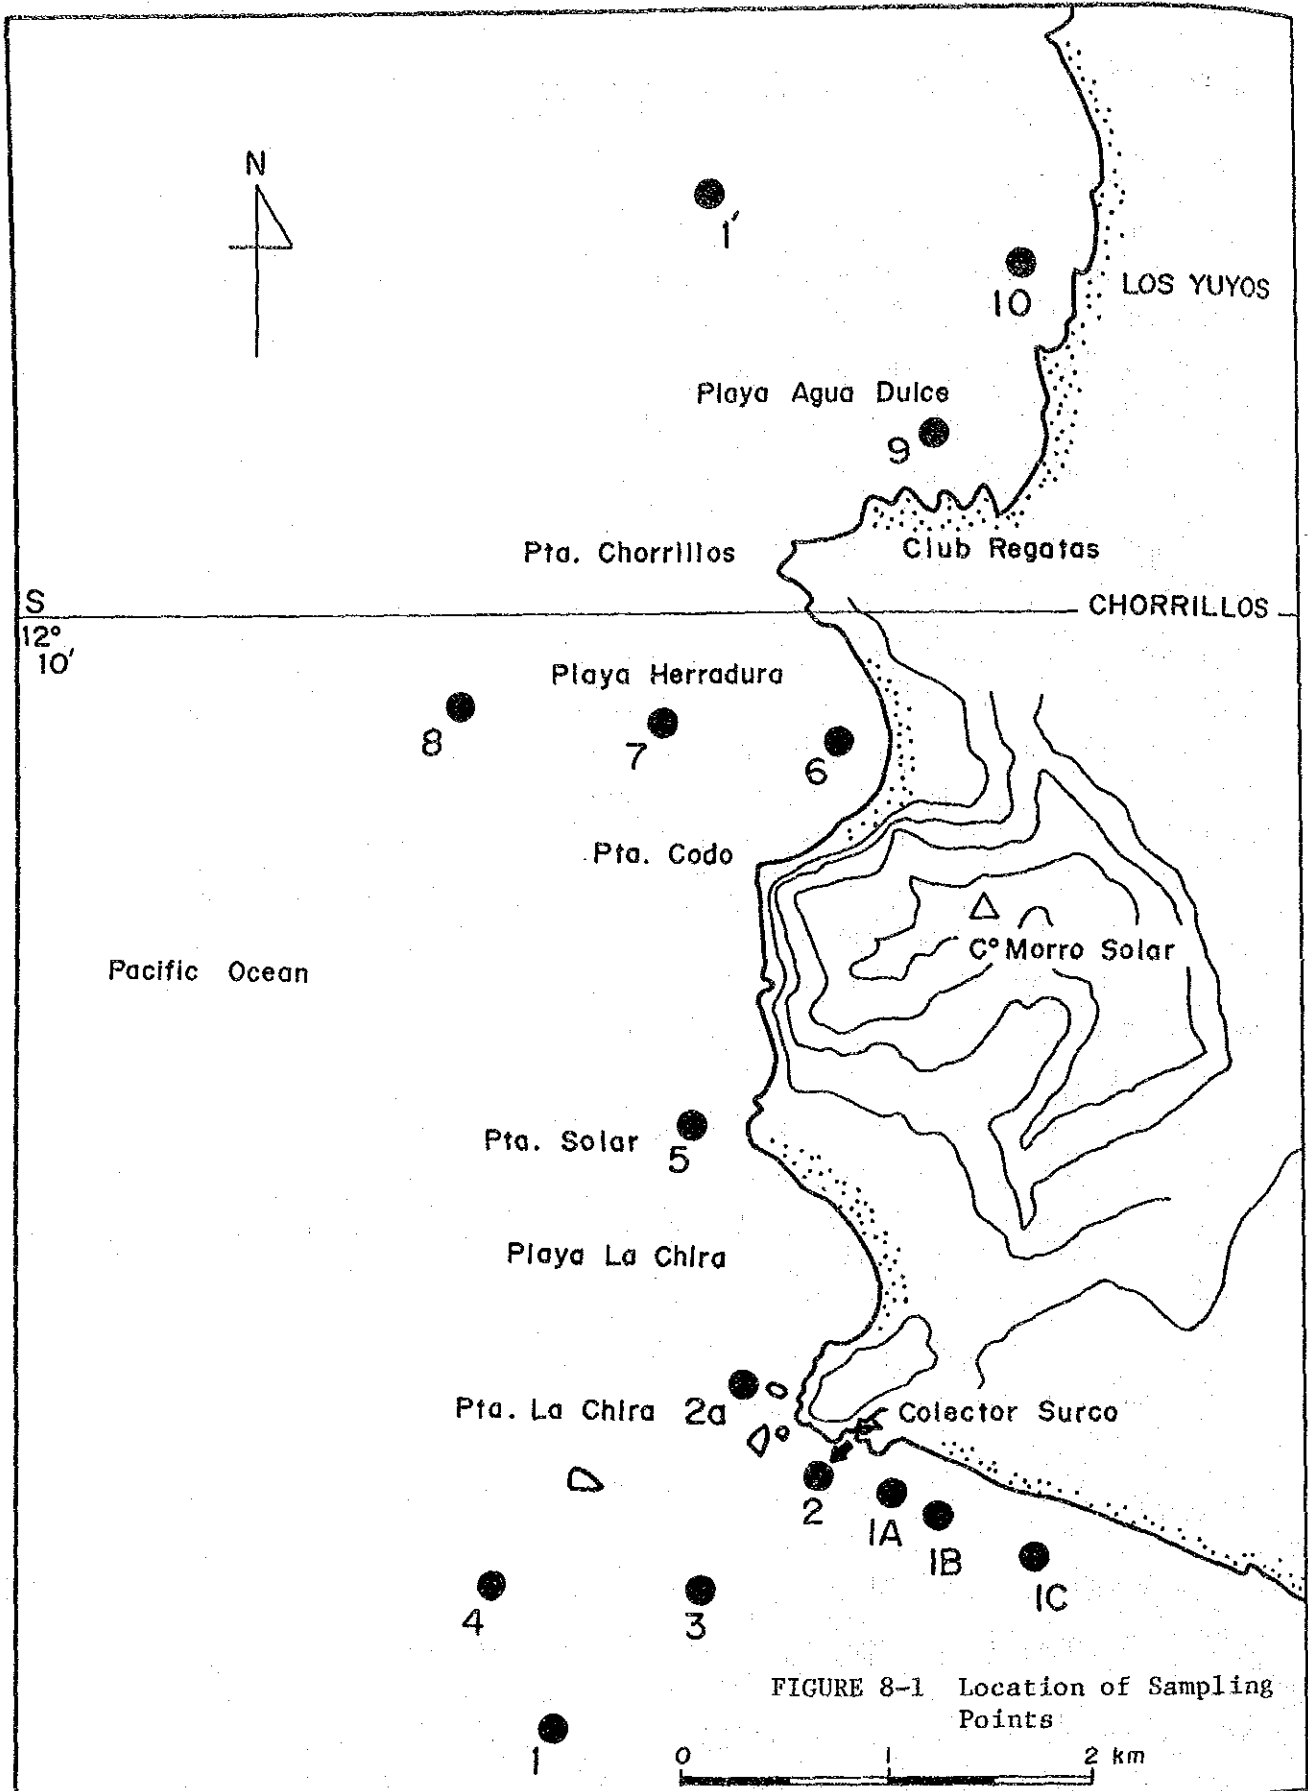 N
1′
10
LOS YUYOS
Playa Agua Dulce
9
Pta. Chorrillos
Club Regatas
S
CHORRILLOS
12°
10′
Playa Herradura
8
7
6
Pta. Codo
C° Morro Solar
Pacific Ocean
Pta. Solar
5
Playa La Chira
Pta. La Chira
2a
Colector Surco
2
1A
1B
1C
4
3
FIGURE 8-1 Location of Sampling
Points
1
0 1 2 km